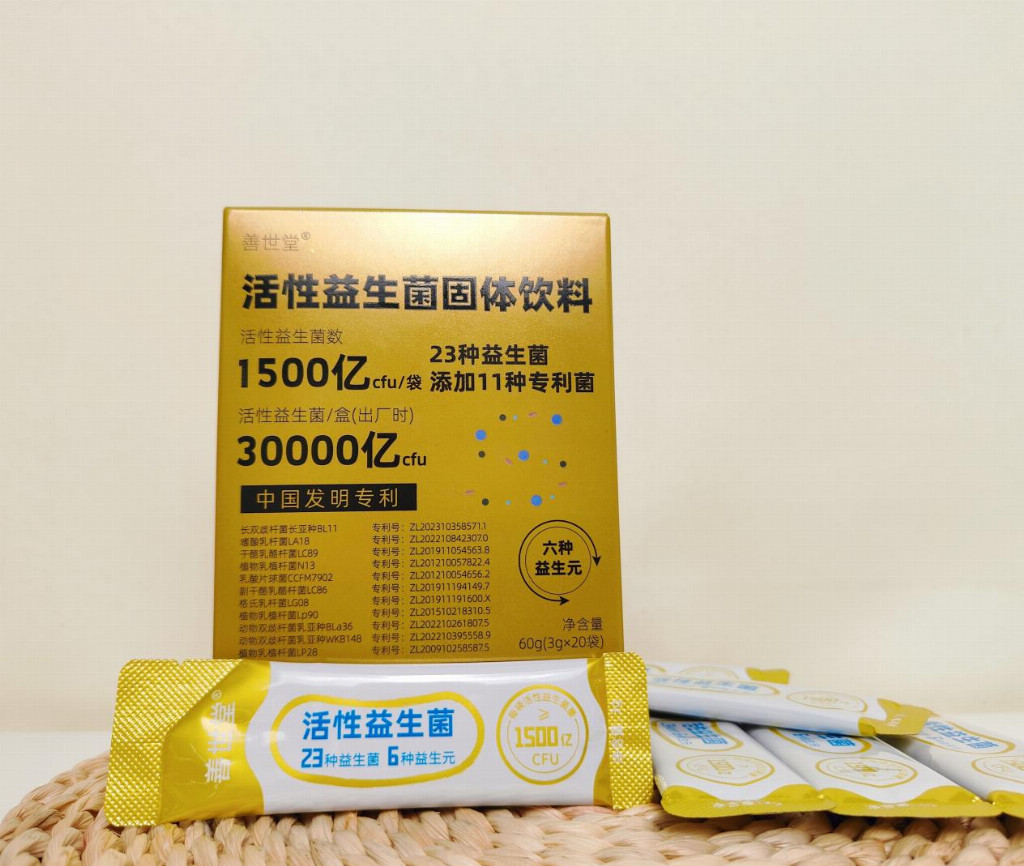 善世堂®
活性益生菌固体饮料
活性益生菌数
1500亿cfu/袋
23种益生菌
添加11种专利菌
活性益生菌/盒(出厂时)
30000亿cfu
中国发明专利
长双歧杆菌长亚种BL11 专利号：ZL202310358571.1
嗜酸乳杆菌LA18 专利号：ZL202210842307.0
干酪乳酪杆菌LC89 专利号：ZL201911054563.8
植物乳植杆菌N13 专利号：ZL201210057822.4
乳酸片球菌CCFM7902 专利号：ZL201210054656.2
副干酪乳酪杆菌LC86 专利号：ZL201911194149.7
格氏乳杆菌LG08 专利号：ZL201911191600.X
植物乳植杆菌Lp90 专利号：ZL201510218310.5
动物双歧杆菌乳亚种BLa36 专利号：ZL202210261807.5
动物双歧杆菌乳亚种WKB148 专利号：ZL202210395558.9
植物乳植杆菌LP28 专利号：ZL200910258587.5
六种
益生元
净含量
60g(3g×20袋)
善世堂®
活性益生菌
23种益生菌 6种益生元
≥
1500亿
CFU